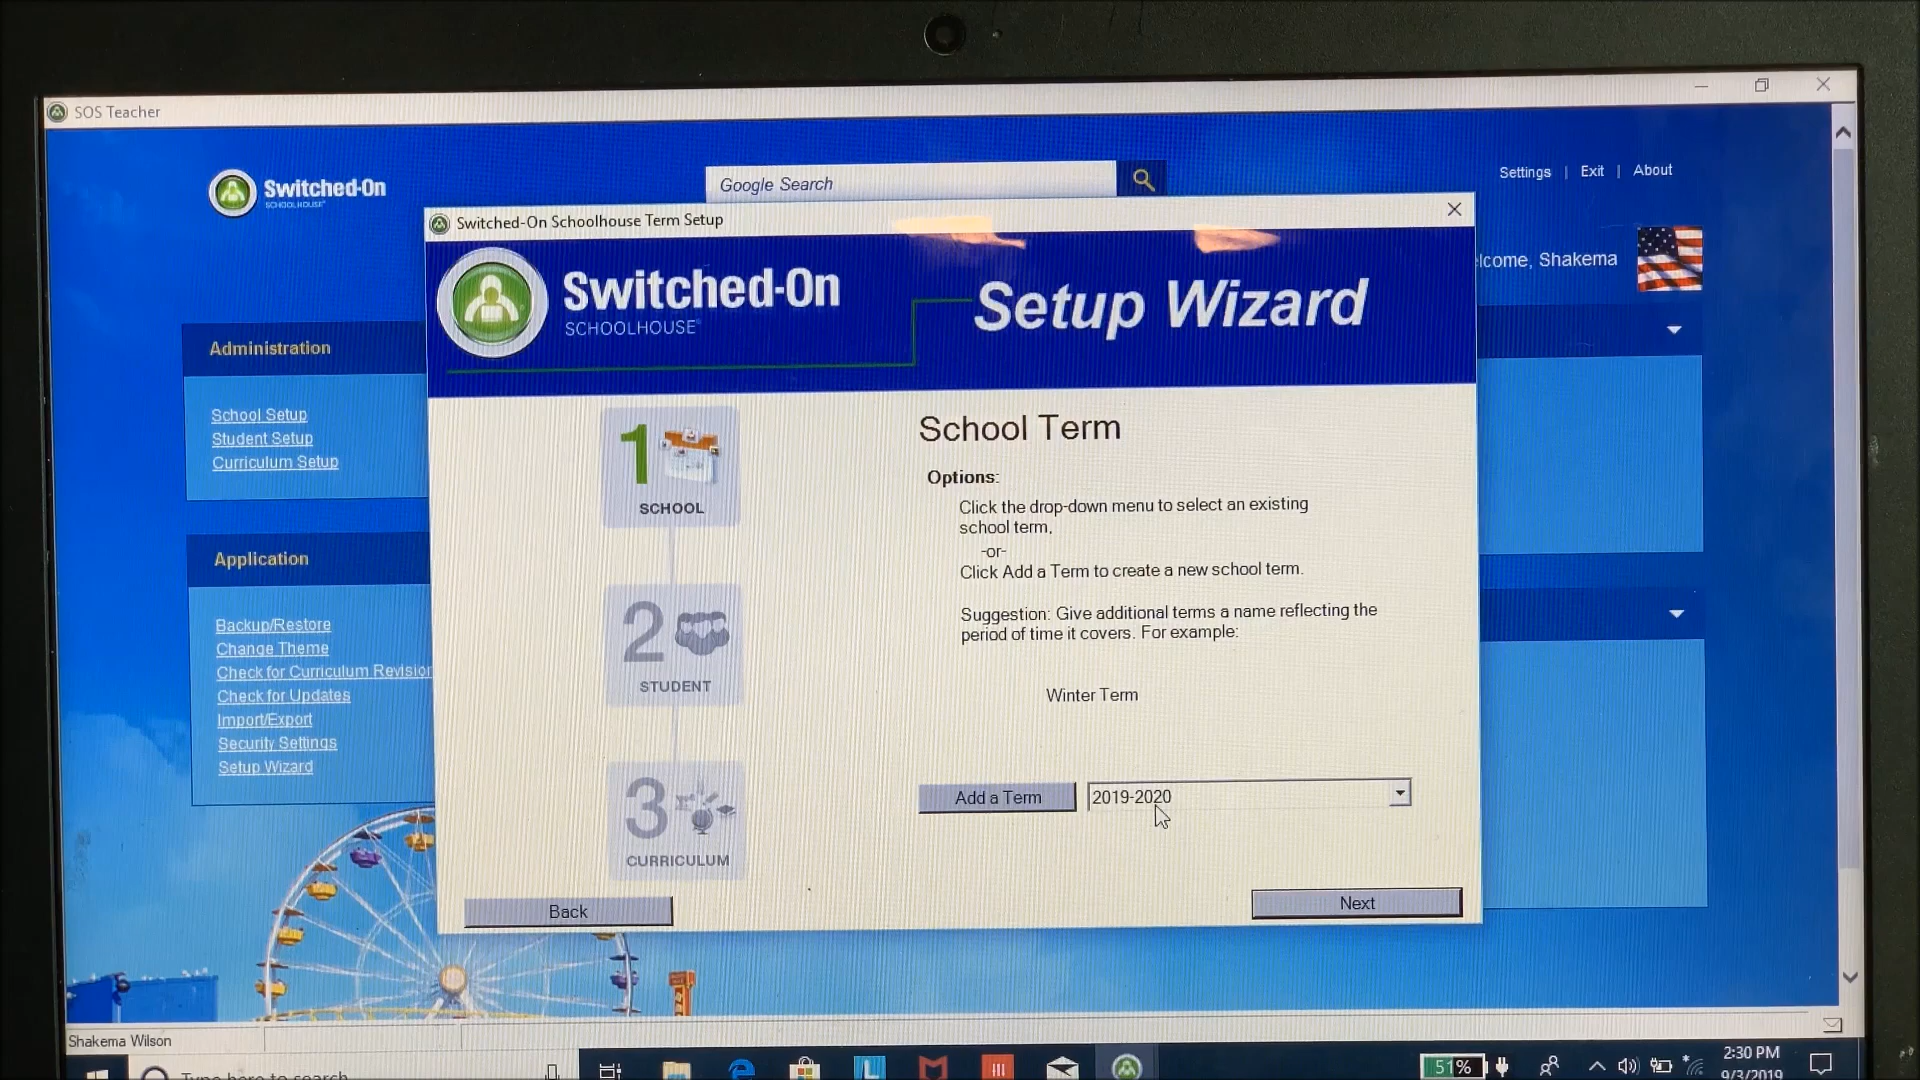 SOS Teacher
Switched-On
SCHOOLHOUSE
Google Search
Settings | Exit | About
lcome, Shakema
Administration
School Setup
Student Setup
Curriculum Setup
Application
Backup/Restore
Change Theme
Check for Curriculum Revision
Check for Updates
Import/Export
Security Settings
Setup Wizard
Switched-On Schoolhouse Term Setup
Switched-On
SCHOOLHOUSE®
Setup Wizard
1
SCHOOL
2
STUDENT
3
CURRICULUM
School Term
Options:
Click the drop-down menu to select an existing
school term,
-or-
Click Add a Term to create a new school term.
Suggestion: Give additional terms a name reflecting the
period of time it covers. For example:
Winter Term
Add a Term
2019-2020
Back
Next
Shakema Wilson
Type here to search
51%
2:30 PM
9/3/2019